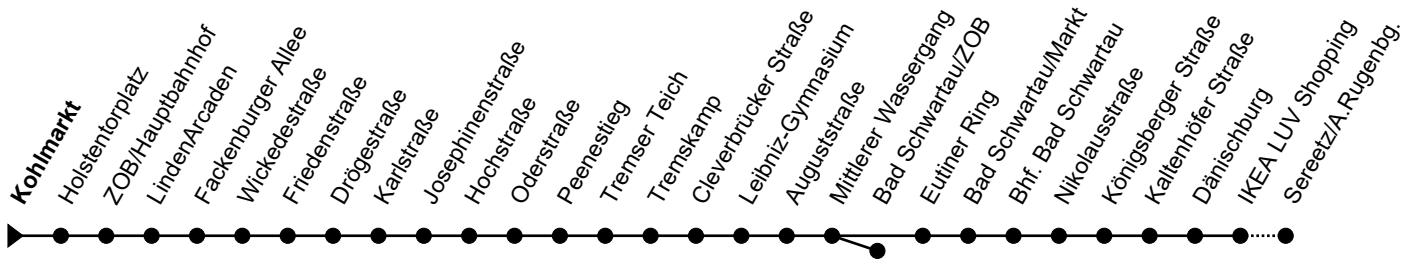 Kohlmarkt
Holstentorplatz
ZOB/Hauptbahnhof
LindenArcaden
Fackenburger Allee
Wickedestraße
Friedenstraße
Drögestraße
Karlstraße
Josephinenstraße
Hochstraße
Oderstraße
Peenestieg
Tremser Teich
Tremskamp
Cleverbrücker Straße
Leibniz-Gymnasium
Auguststraße
Mittlerer Wassergang
Bad Schwartau/ZOB
Eutiner Ring
Bad Schwartau/Markt
Bhf. Bad Schwartau
Nikolausstraße
Königsberger Straße
Kaltenhöfer Straße
Dänischburg
IKEA LUV Shopping
Sereetz/A.Rugenbg.